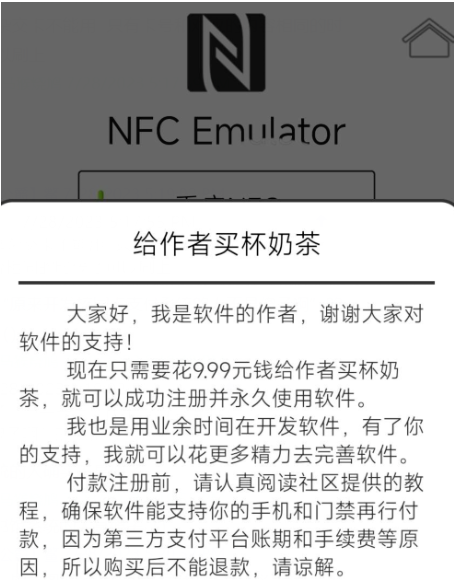 NFC Emulator
给作者买杯奶茶
大家好，我是软件的作者，谢谢大家对
软件的支持！
现在只需要花9.99元钱给作者买杯奶
茶，就可以成功注册并永久使用软件。
我也是用业余时间在开发软件，有了你
的支持，我就可以花更多精力去完善软件。
付款注册前，请认真阅读社区提供的教
程，确保软件能支持你的手机和门禁再行付
款，因为第三方支付平台账期和手续费等原
因，所以购买后不能退款，请谅解。